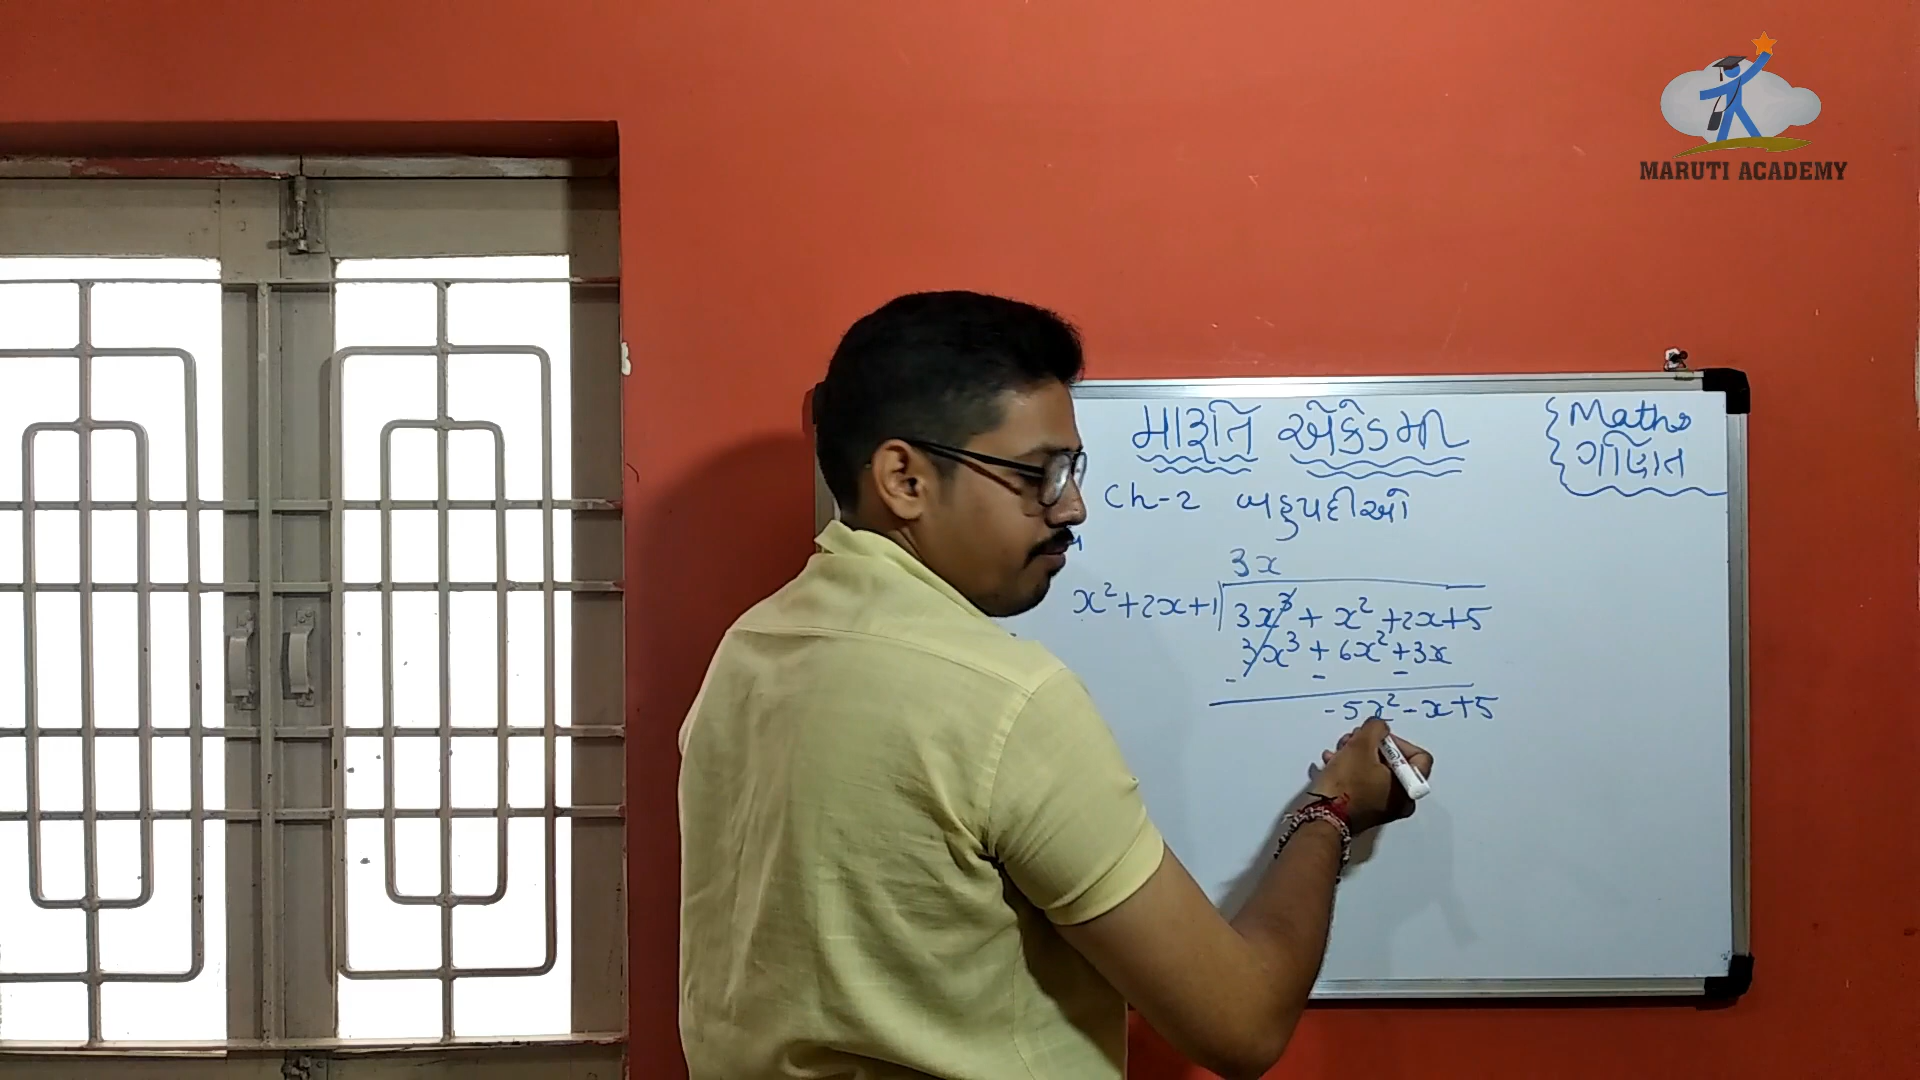 MARUTI ACADEMY
મારૂતિ એકેડમી
Maths
ગણિત
Ch-2 બહુપદીઓ
3x
x²+2x+1 3x³ + x² +2x+5
3x³ + 6x² +3x
- - -
-5x² - x+5